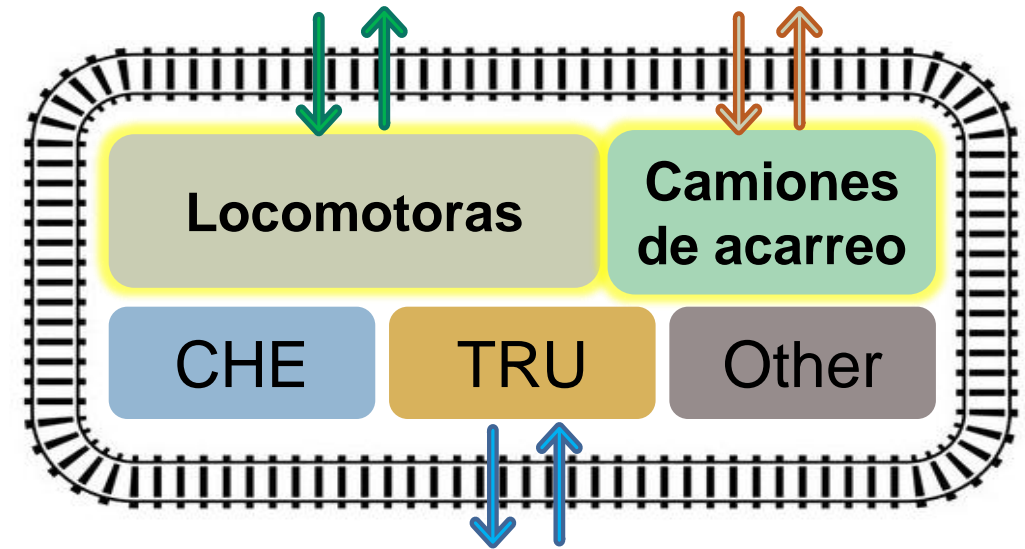 Locomotoras
Camiones
de acarreo
CHE
TRU
Other